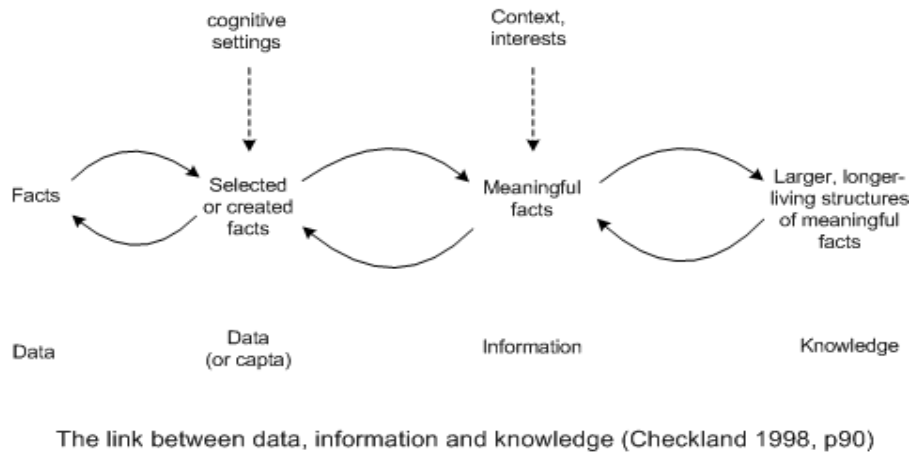 cognitive
settings
Context,
interests
Facts
Selected
or created
facts
Meaningful
facts
Larger, longer-
living structures
of meaningful
facts
Data
Data
(or capta)
Information
Knowledge
The link between data, information and knowledge (Checkland 1998, p90)